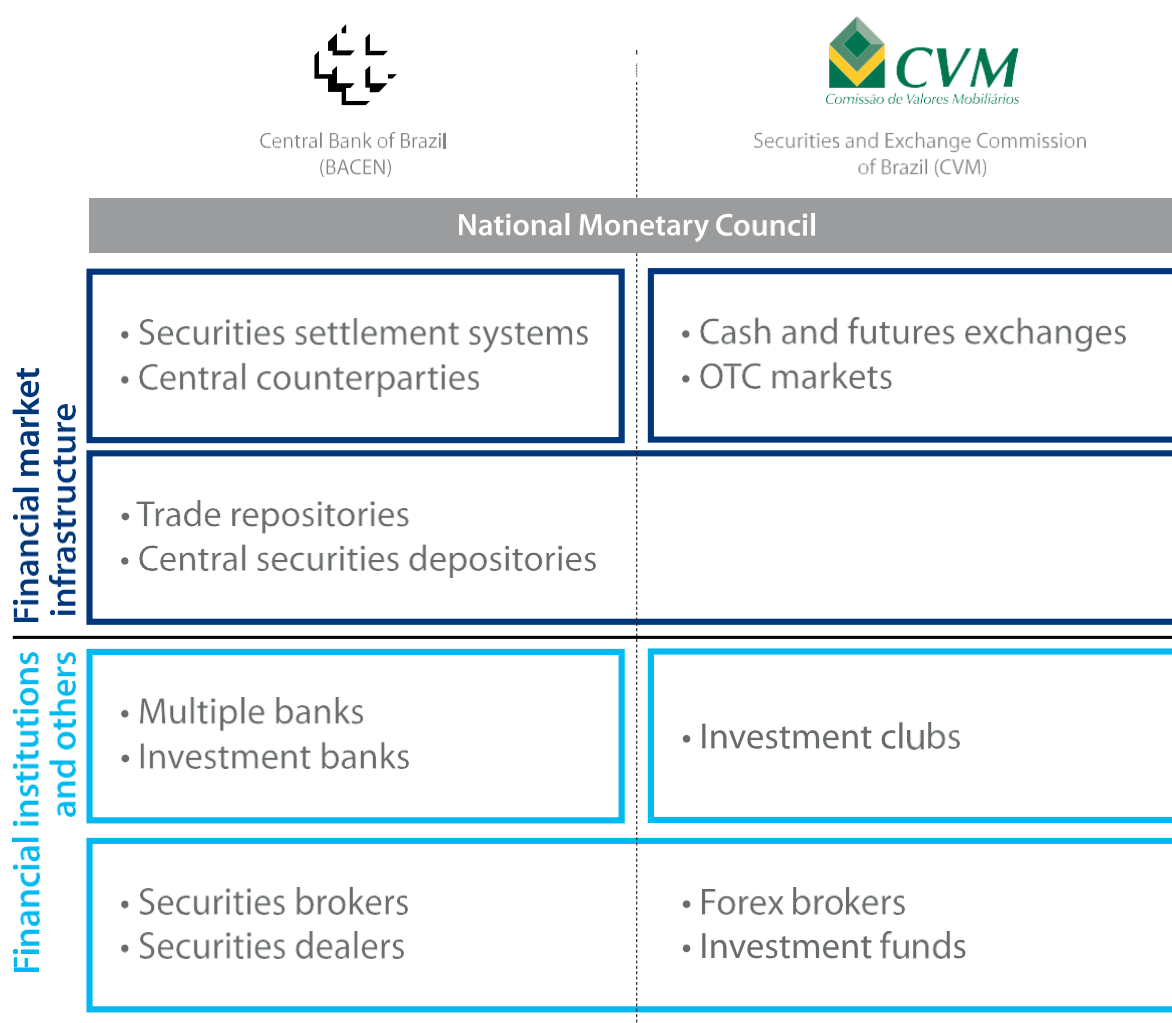 CVM
Comissão de Valores Mobiliários
Central Bank of Brazil
(BACEN)
Securities and Exchange Commission
of Brazil (CVM)
National Monetary Council
Financial market
infrastructure
• Securities settlement systems
• Central counterparties
• Cash and futures exchanges
• OTC markets
• Trade repositories
• Central securities depositories
Financial institutions
and others
• Multiple banks
• Investment banks
• Investment clubs
• Securities brokers
• Securities dealers
• Forex brokers
• Investment funds